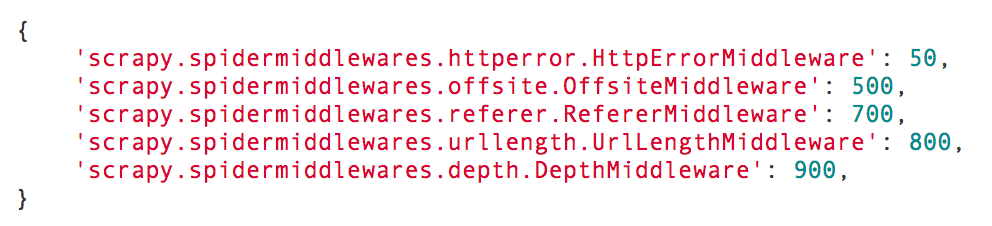 {
    'scrapy.spidermiddlewares.httperror.HttpErrorMiddleware': 50,
    'scrapy.spidermiddlewares.offsite.OffsiteMiddleware': 500,
    'scrapy.spidermiddlewares.referer.RefererMiddleware': 700,
    'scrapy.spidermiddlewares.urllength.UrlLengthMiddleware': 800,
    'scrapy.spidermiddlewares.depth.DepthMiddleware': 900,
}